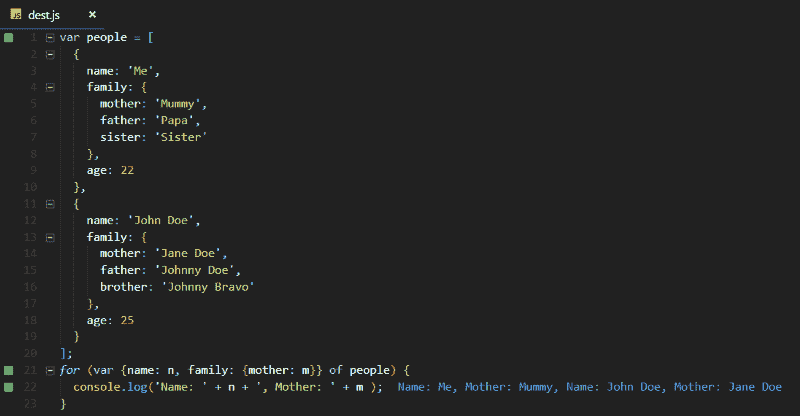 JS dest.js ×
1 var people = [
2 {
3 name: 'Me',
4 family: {
5 mother: 'Mummy',
6 father: 'Papa',
7 sister: 'Sister'
8 },
9 age: 22
10 },
11 {
12 name: 'John Doe',
13 family: {
14 mother: 'Jane Doe',
15 father: 'Johnny Doe',
16 brother: 'Johnny Bravo'
17 },
18 age: 25
19 }
20 ];
21 for (var {name: n, family: {mother: m}} of people) {
22 console.log('Name: ' + n + ', Mother: ' + m ); Name: Me, Mother: Mummy, Name: John Doe, Mother: Jane Doe
23 }